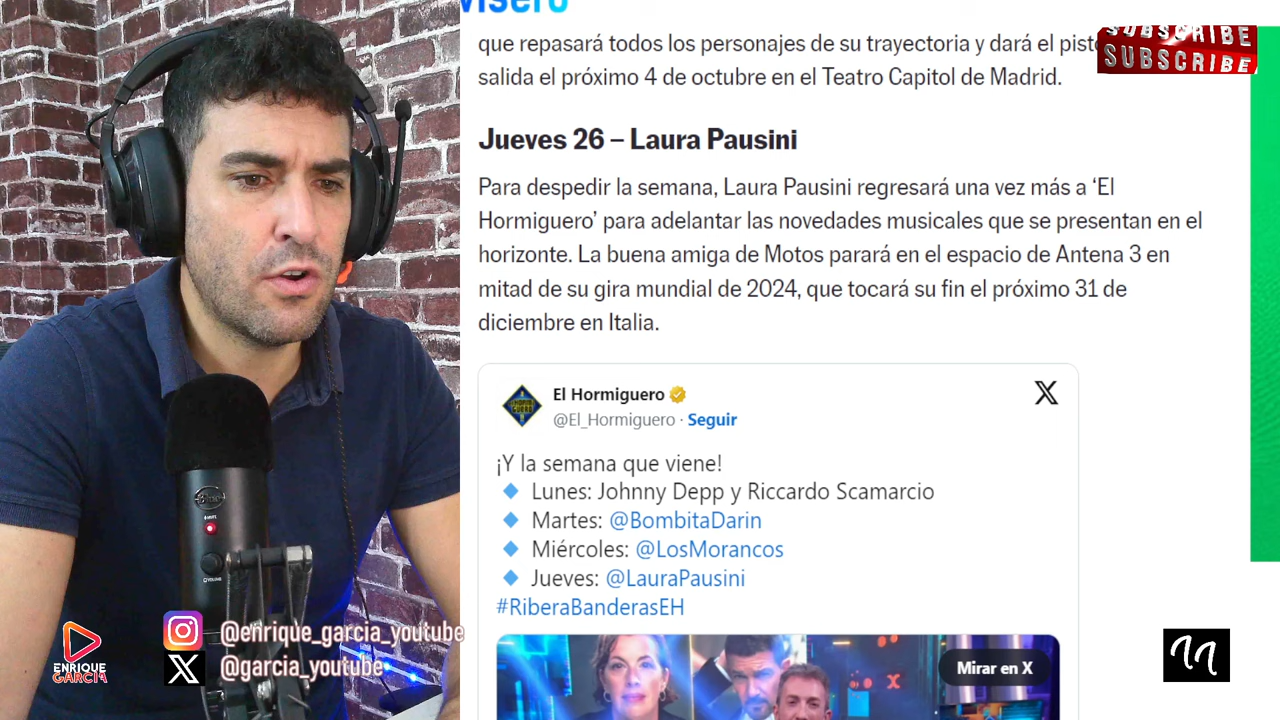 que repasará todos los personajes de su trayectoria y dará el
salida el próximo 4 de octubre en el Teatro Capitol de Madrid.
SUBSCRIBE
SUBSCRIBE
Jueves 26 – Laura Pausini
Para despedir la semana, Laura Pausini regresará una vez más a ‘El
Hormiguero’ para adelantar las novedades musicales que se presentan en el
horizonte. La buena amiga de Motos parará en el espacio de Antena 3 en
mitad de su gira mundial de 2024, que tocará su fin el próximo 31 de
diciembre en Italia.
El Hormiguero
@El_Hormiguero · Seguir
¡Y la semana que viene!
Lunes: Johnny Depp y Riccardo Scamarcio
Martes: @BombitaDarin
Miércoles: @LosMorancos
Jueves: @LauraPausini
#RiberaBanderasEH
Mirar en X
ENRIQUE
GARCIA
@enrique_garcia_youtube
@garcia_youtube